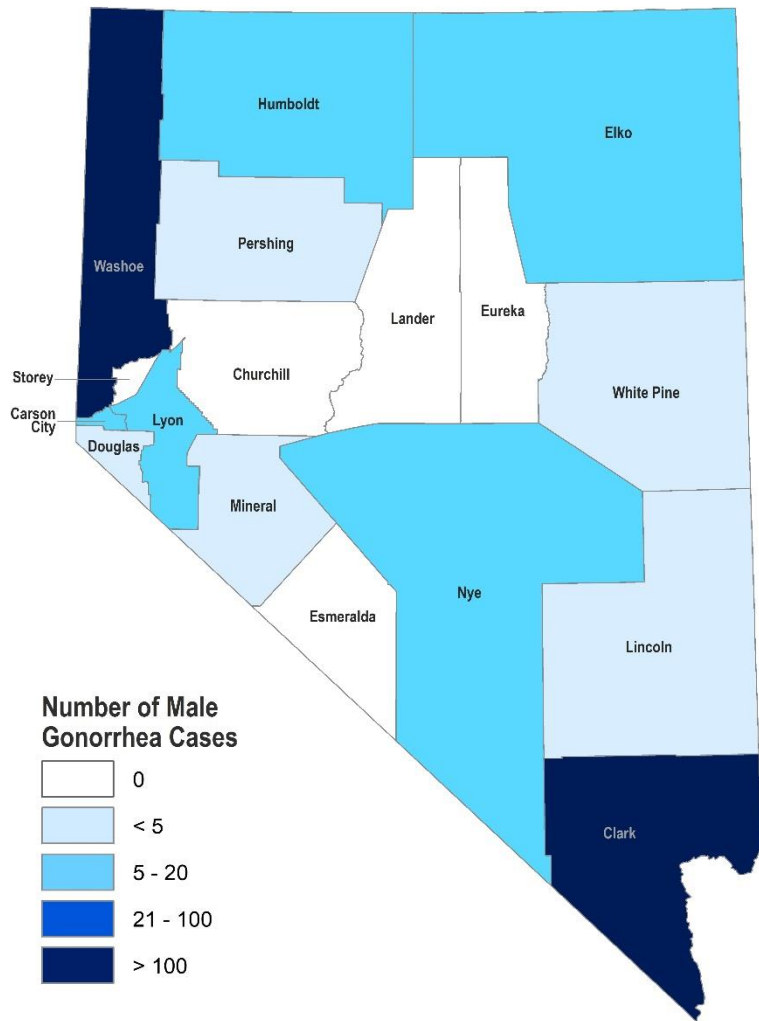 Humboldt
Elko
Pershing
Washoe
Lander
Eureka
Storey
Churchill
Carson
City
Lyon
White Pine
Douglas
Mineral
Nye
Esmeralda
Lincoln
Clark
Number of Male
Gonorrhea Cases
0
< 5
5 - 20
21 - 100
> 100